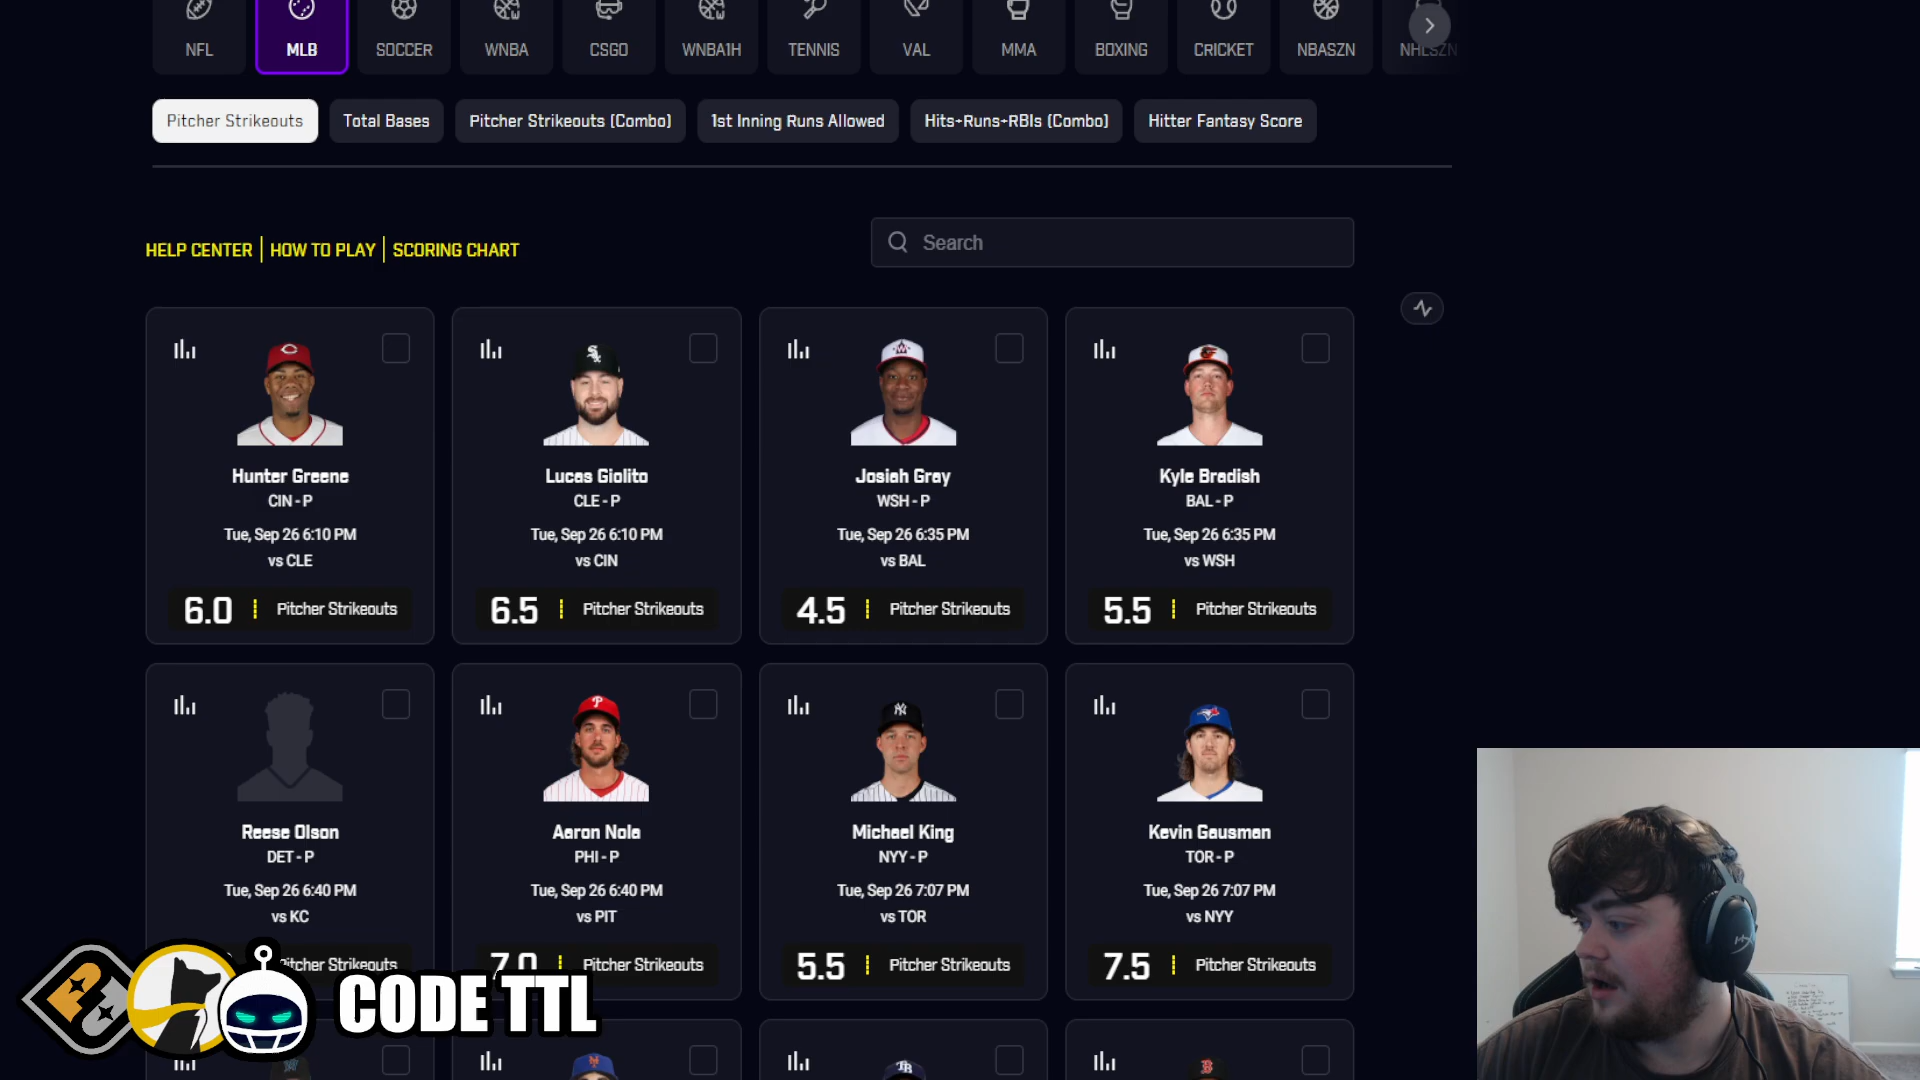 NFL
MLB
SOCCER
WNBA
CSGO
WNBA1H
TENNIS
VAL
MMA
BOXING
CRICKET
NBASZN
NHLSZN
Pitcher Strikeouts
Total Bases
Pitcher Strikeouts (Combo)
1st Inning Runs Allowed
Hits+Runs+RBIs (Combo)
Hitter Fantasy Score
HELP CENTER
HOW TO PLAY
SCORING CHART
Search
Hunter Greene
CIN - P
Tue, Sep 26 6:10 PM
vs CLE
6.0 Pitcher Strikeouts
Lucas Giolito
CLE - P
Tue, Sep 26 6:10 PM
vs CIN
6.5 Pitcher Strikeouts
Josiah Gray
WSH - P
Tue, Sep 26 6:35 PM
vs BAL
4.5 Pitcher Strikeouts
Kyle Bradish
BAL - P
Tue, Sep 26 6:35 PM
vs WSH
5.5 Pitcher Strikeouts
Reese Olson
DET - P
Tue, Sep 26 6:40 PM
vs KC
Pitcher Strikeouts
Aaron Nola
PHI - P
Tue, Sep 26 6:40 PM
vs PIT
7.0 Pitcher Strikeouts
Michael King
NYY - P
Tue, Sep 26 7:07 PM
vs TOR
5.5 Pitcher Strikeouts
Kevin Gausman
TOR - P
Tue, Sep 26 7:07 PM
vs NYY
7.5 Pitcher Strikeouts
CODE TTL